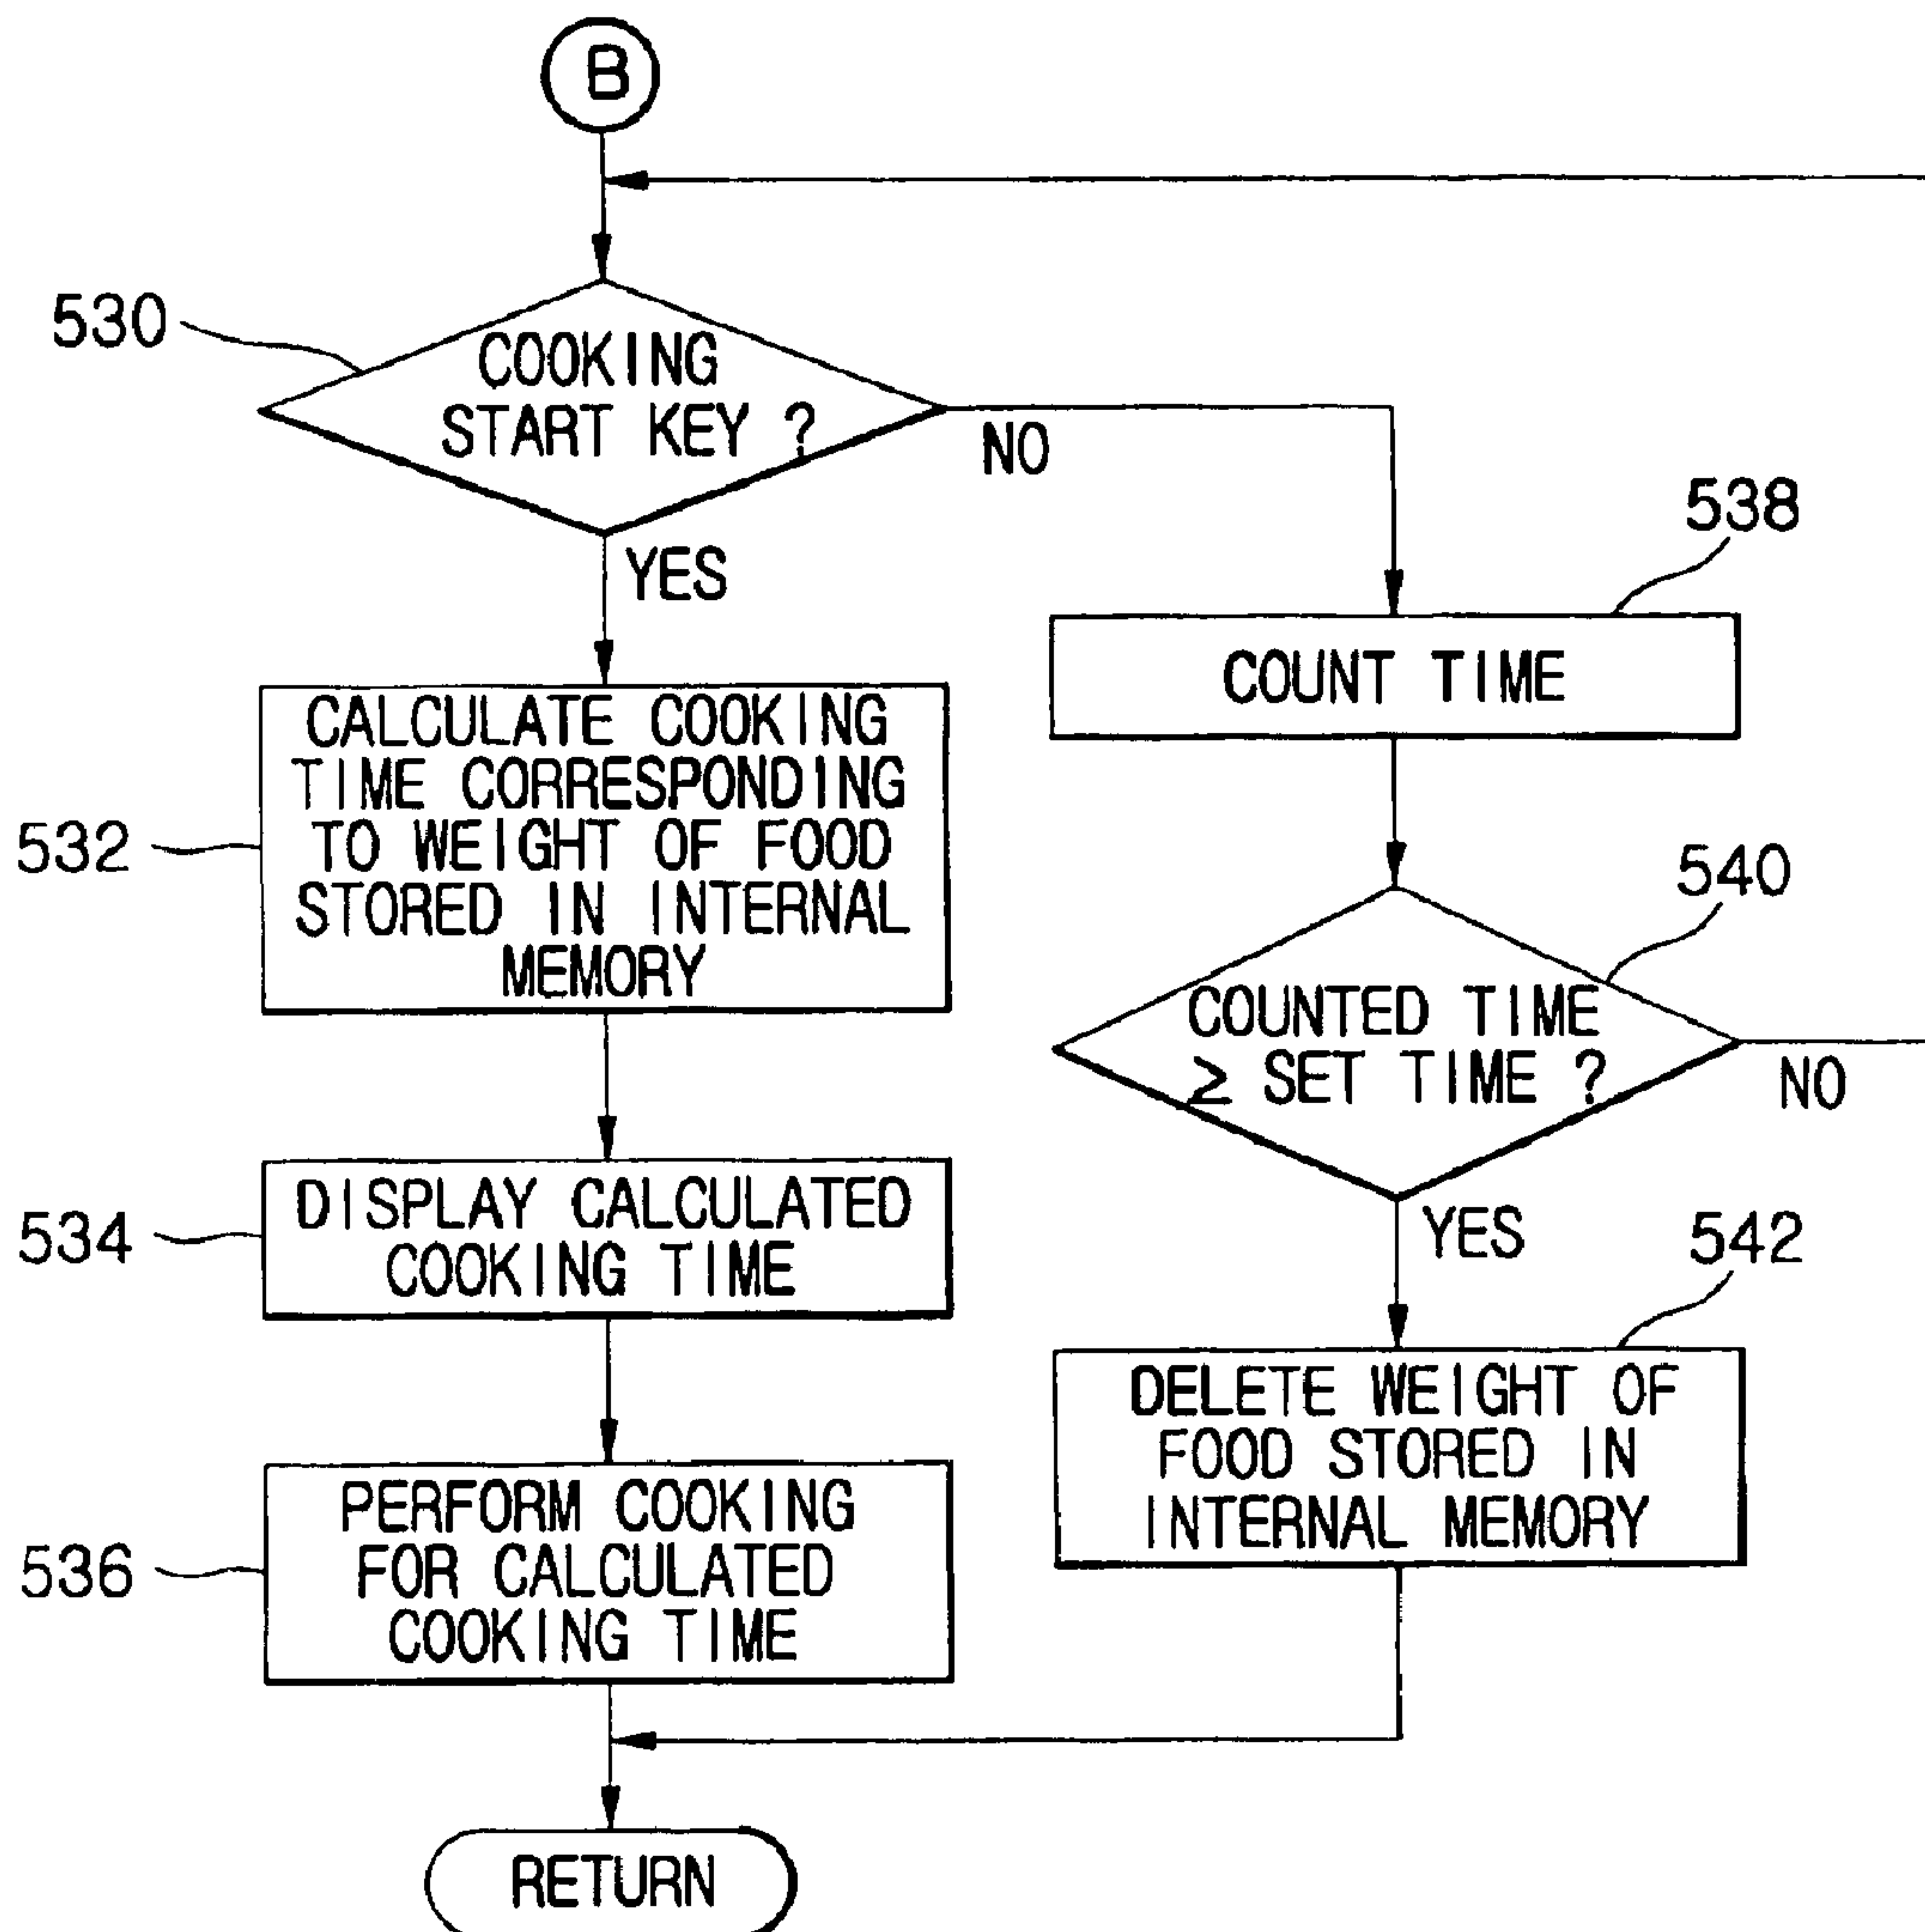 B
530
COOKING
START KEY ?
NO
YES
538
COUNT TIME
532
CALCULATE COOKING
TIME CORRESPONDING
TO WEIGHT OF FOOD
STORED IN INTERNAL
MEMORY
540
COUNTED TIME
≥ SET TIME ?
NO
YES
534
DISPLAY CALCULATED
COOKING TIME
542
DELETE WEIGHT OF
FOOD STORED IN
INTERNAL MEMORY
536
PERFORM COOKING
FOR CALCULATED
COOKING TIME
RETURN